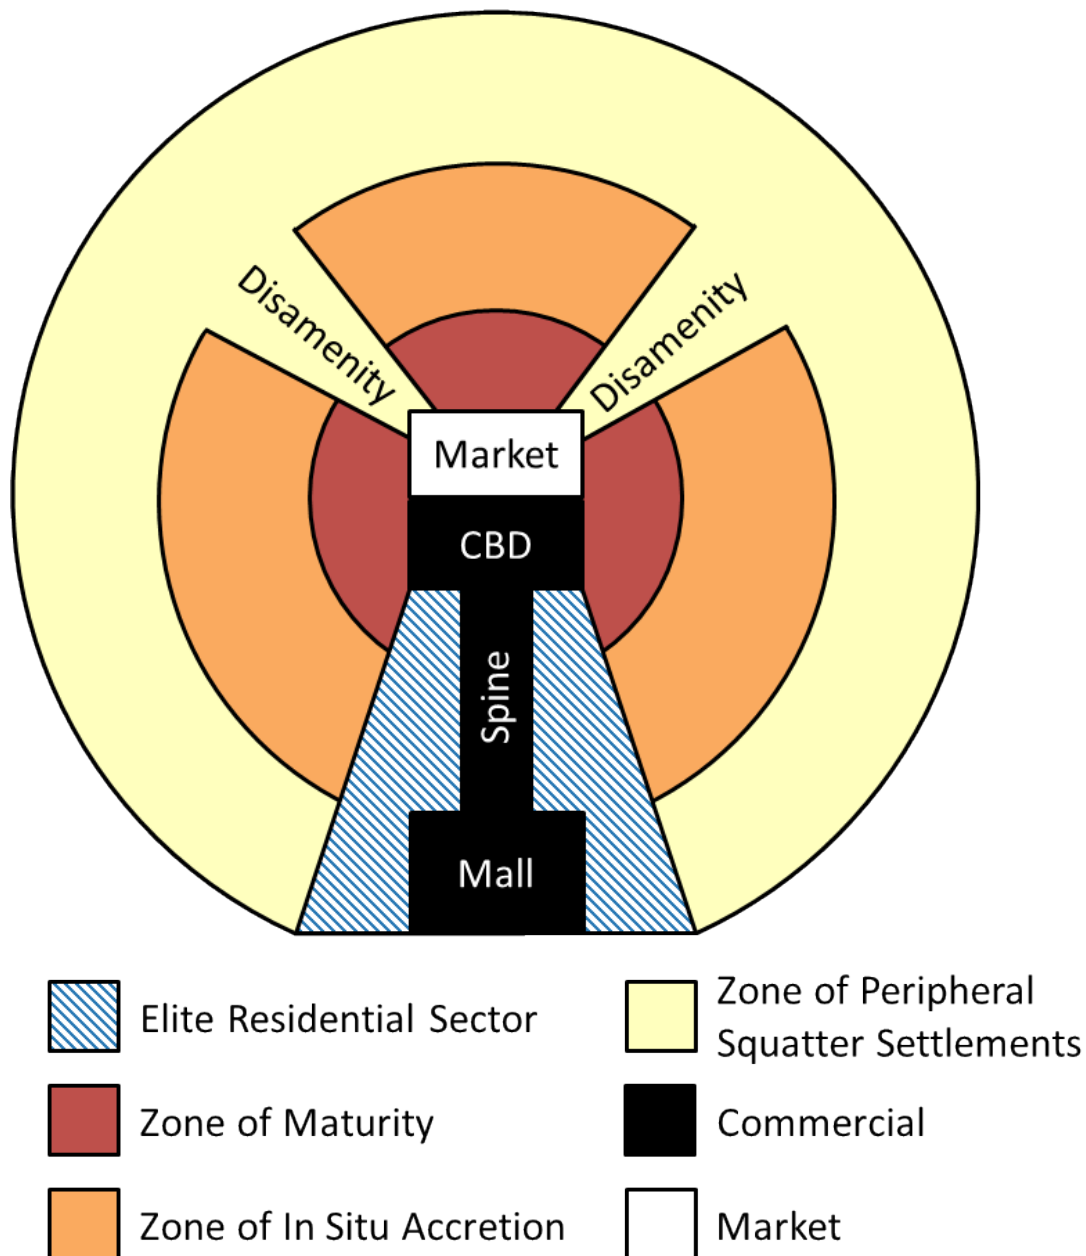 Disamenity
Disamenity
Market
CBD
Spine
Mall
Elite Residential Sector
Zone of Peripheral
Squatter Settlements
Zone of Maturity
Commercial
Zone of In Situ Accretion
Market